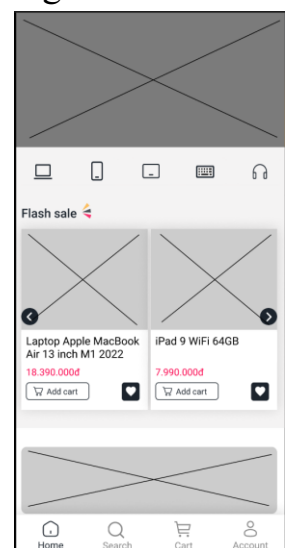 Flash sale
Laptop Apple MacBook
Air 13 inch M1 2022
18.390.000đ
Add cart
iPad 9 WiFi 64GB
7.990.000đ
Add cart
Home
Search
Cart
Account